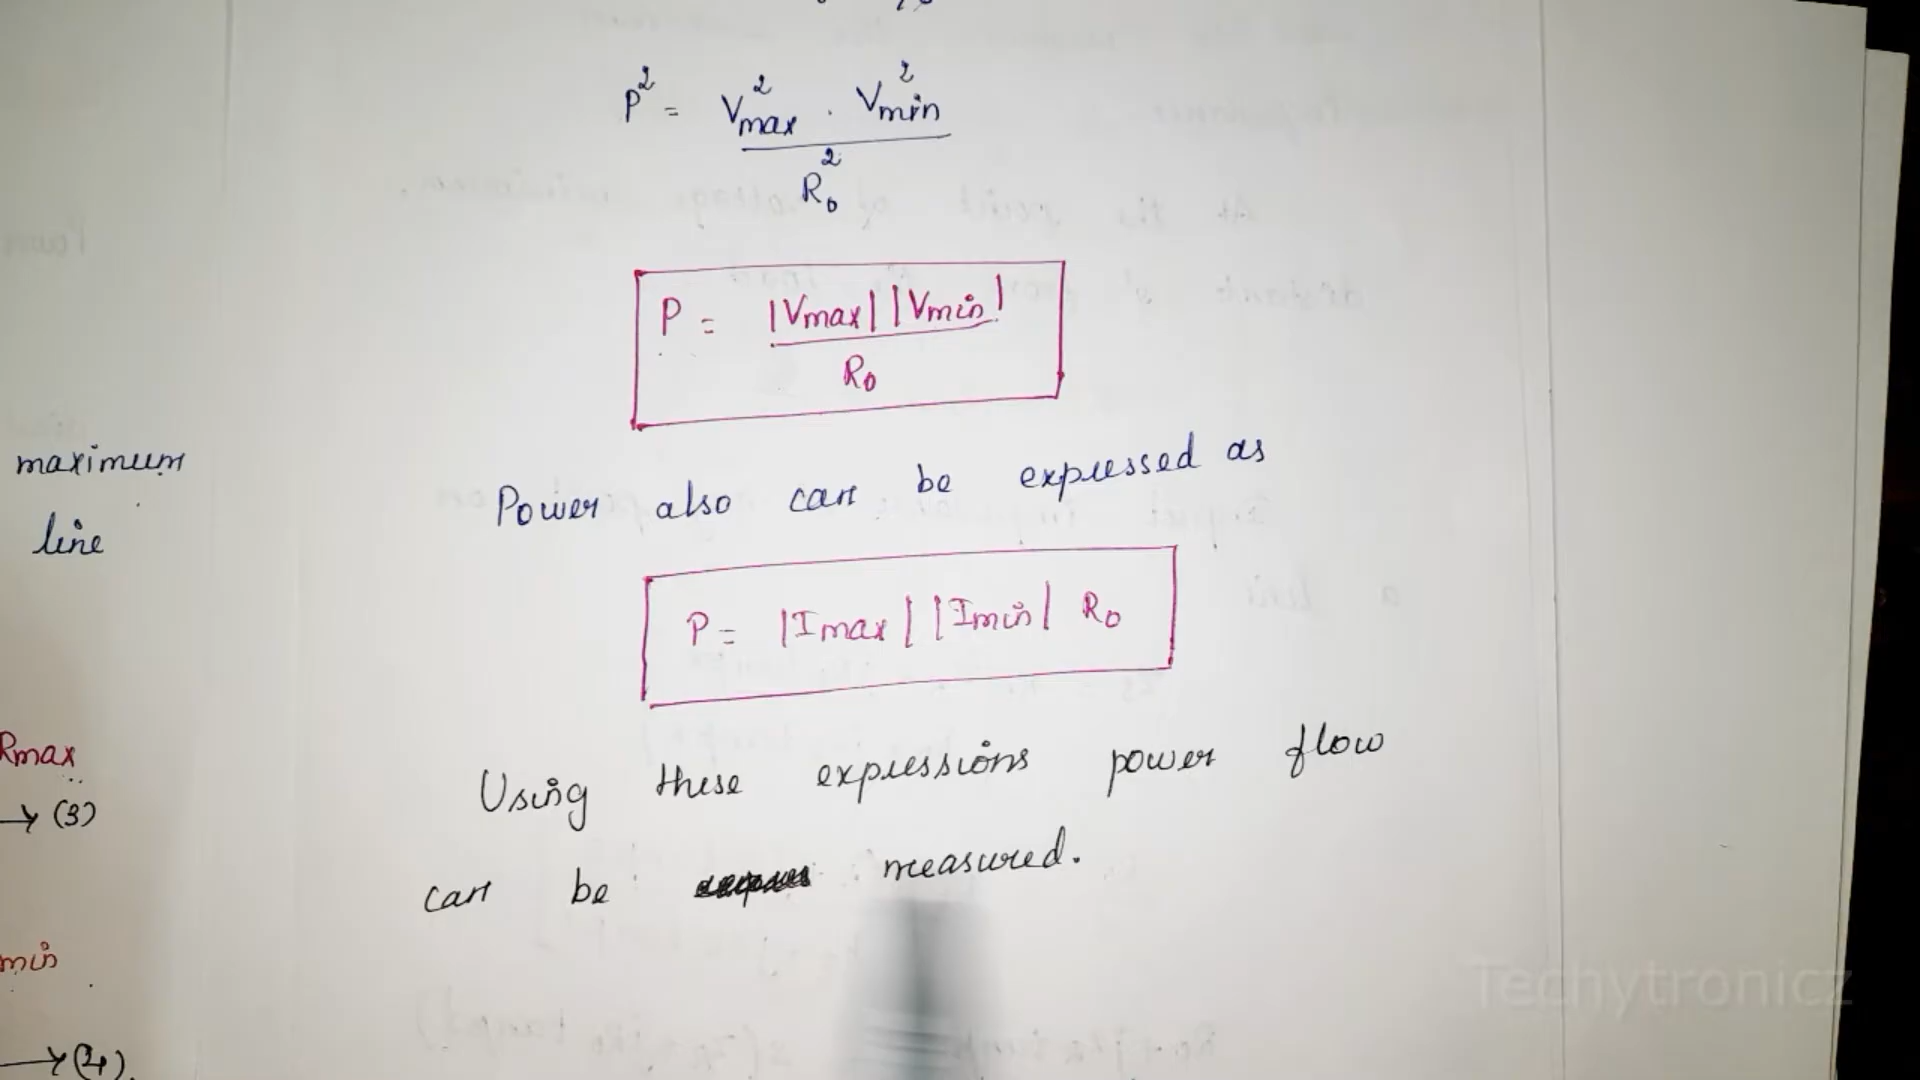 P² = V²max . V²min
R₀²
P = |Vmax| |Vmin|
R₀
Power also can be expressed as
P = |Imax| |Imin| R₀
Using these expressions power flow
can be measured.
maximum
line
Rmax
→ (3)
min
→ (4).
Techytronicz